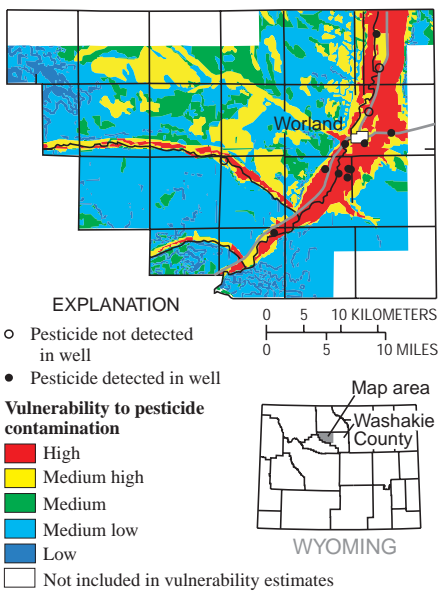 Worland
EXPLANATION
Pesticide not detected
in well
Pesticide detected in well
0 5 10 KILOMETERS
0 5 10 MILES
Vulnerability to pesticide
contamination
High
Medium high
Medium
Medium low
Low
Not included in vulnerability estimates
Map area
Washakie
County
WYOMING